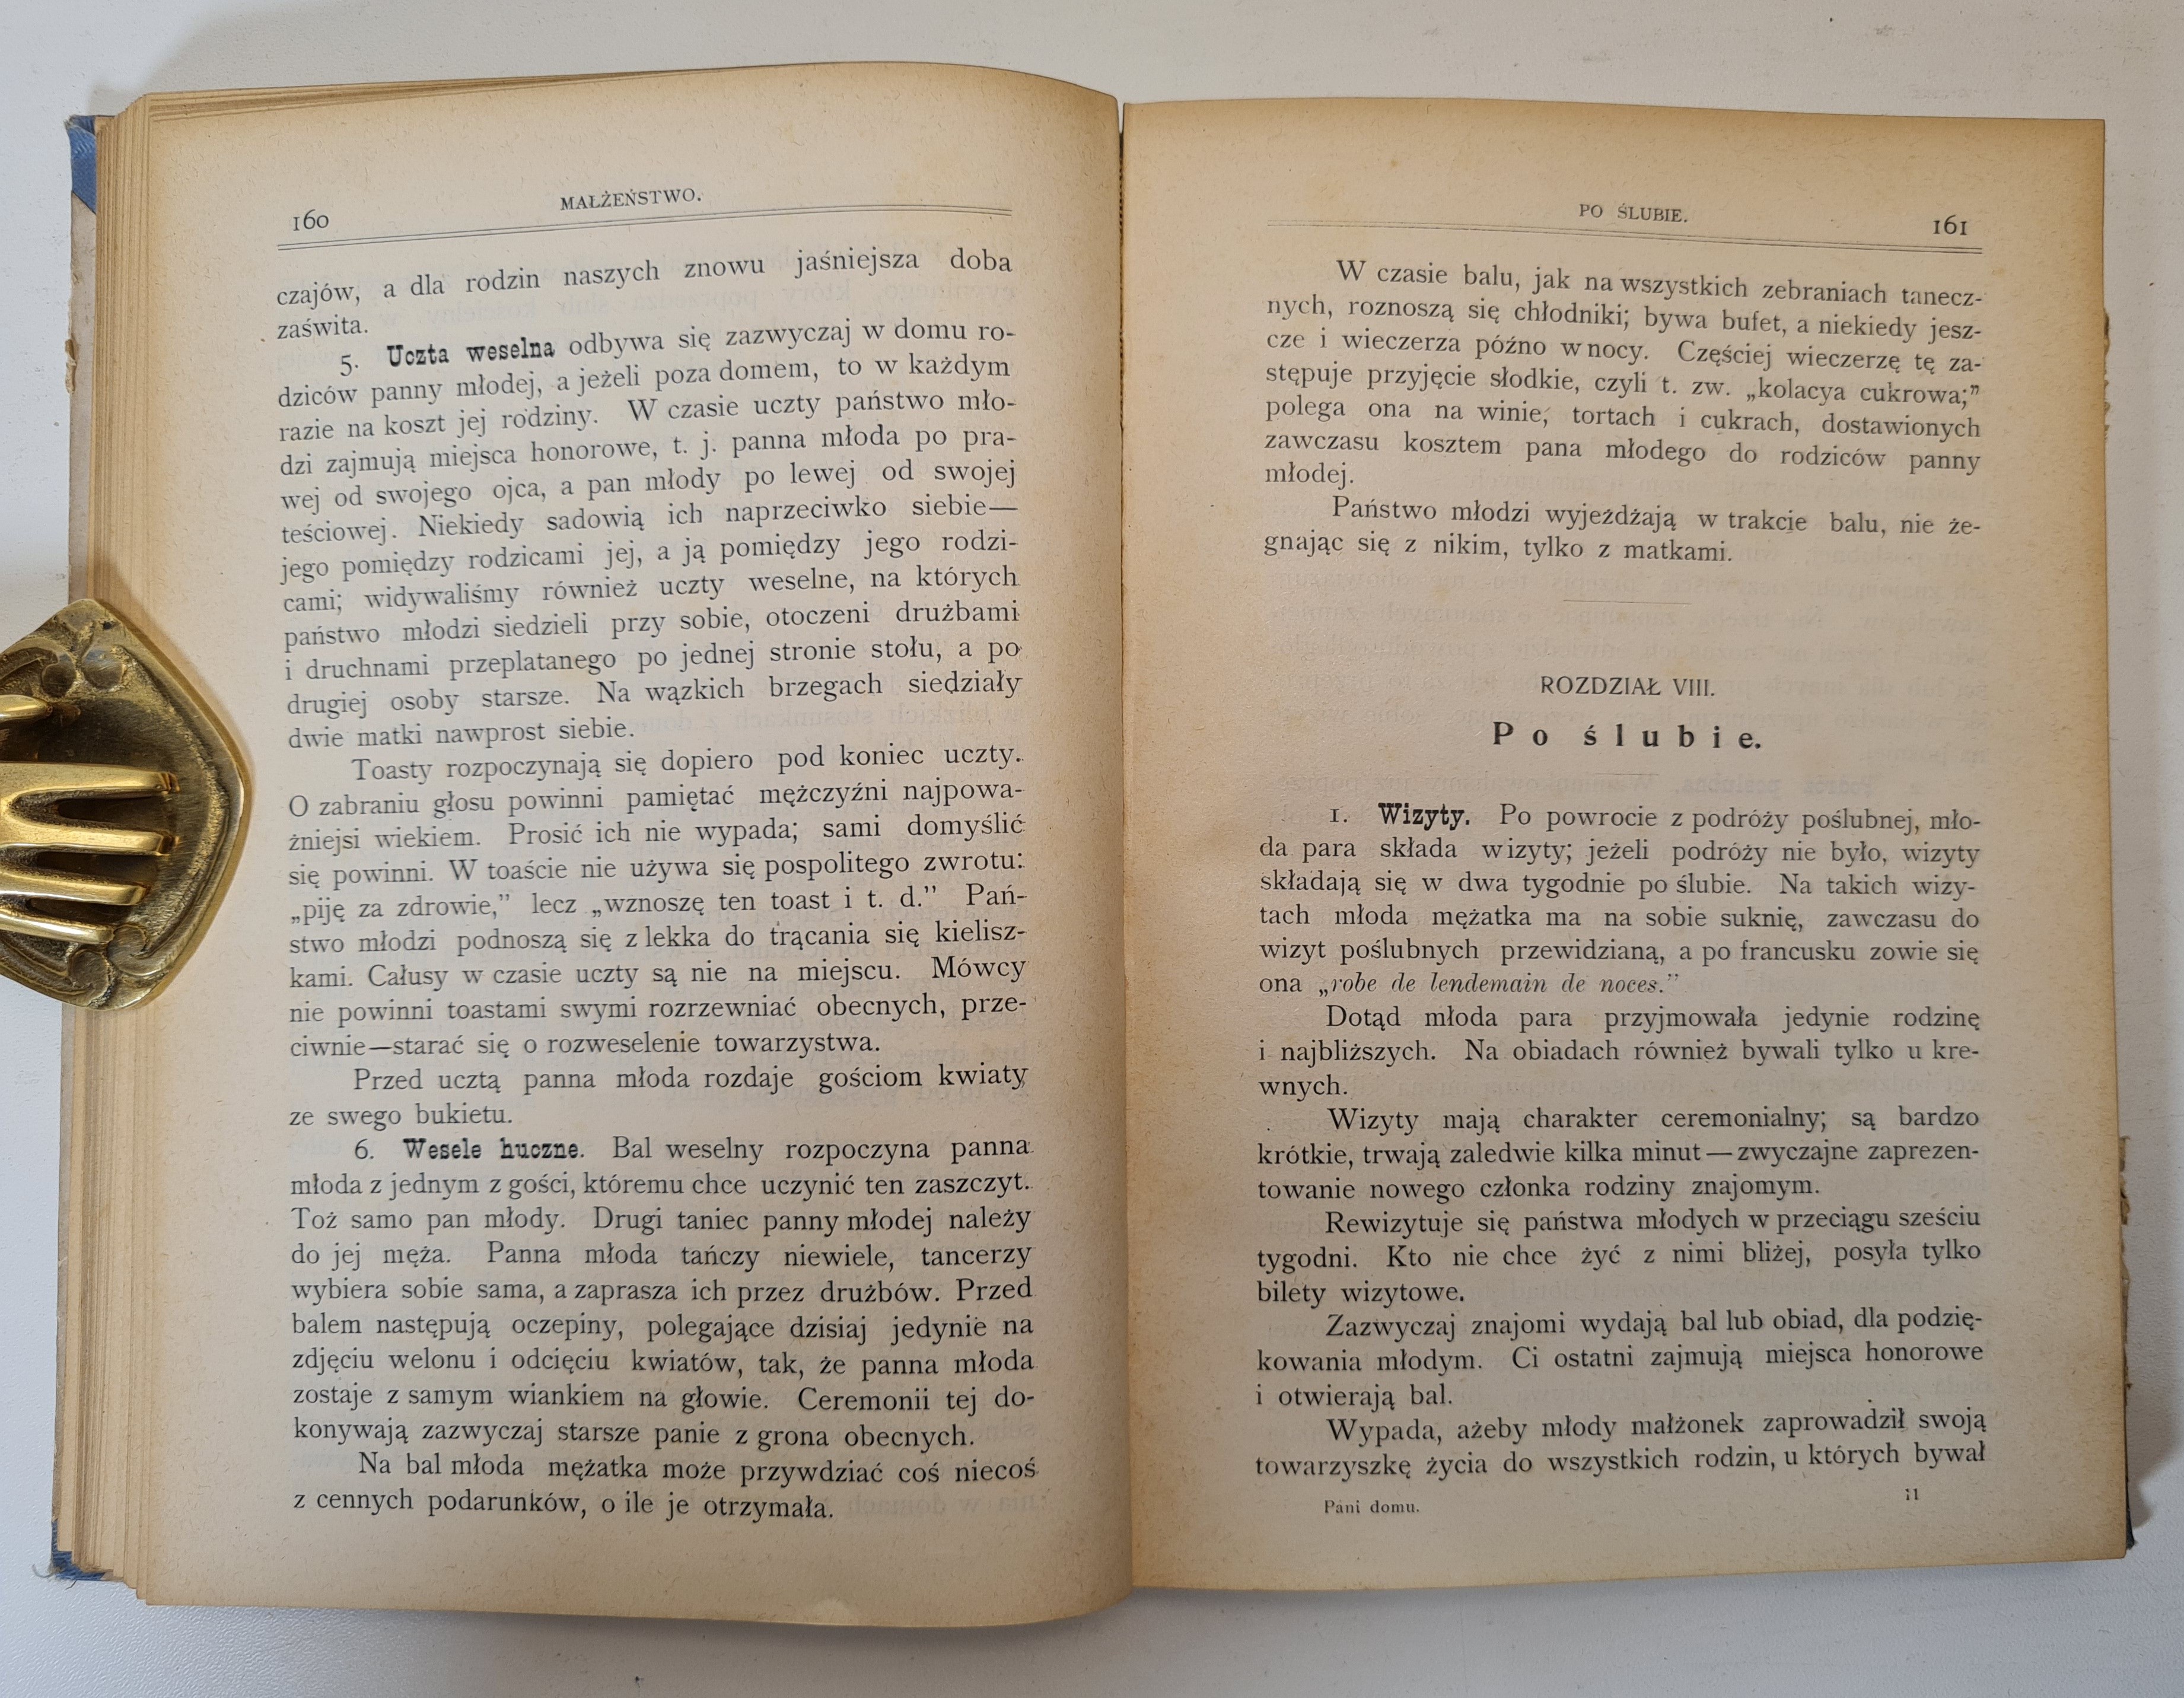 160
MAŁŻEŃSTWO.
czajów, a dla rodzin naszych znowu jaśniejsza doba
zaświta.
5. Uczta weselna odbywa się zazwyczaj w domu ro-
dziców panny młodej, a jeżeli poza domem, to w każdym
razie na koszt jej rodziny. W czasie uczty państwo mło-
dzi zajmują miejsca honorowe, t. j. panna młoda po pra-
wej od swojego ojca, a pan młody po lewej od swojej
teściowej. Niekiedy sadowią ich naprzeciwko siebie—
jego pomiędzy rodzicami jej, a ją pomiędzy jego rodzi-
cami; widywaliśmy również uczty weselne, na których
państwo młodzi siedzieli przy sobie, otoczeni drużbami
i druchnami przeplatanego po jednej stronie stołu, a po
drugiej osoby starsze. Na wązkich brzegach siedziały
dwie matki nawprost siebie.
Toasty rozpoczynają się dopiero pod koniec uczty.
O zabraniu głosu powinni pamiętać mężczyźni najpowa-
żniejsi wiekiem. Prosić ich nie wypada; sami domyślić
się powinni. W toaście nie używa się pospolitego zwrotu:
„piję za zdrowie,” lecz „wznoszę ten toast i t. d.” Pań-
stwo młodzi podnoszą się z lekka do trącania się kielisz-
kami. Całusy w czasie uczty są nie na miejscu. Mówcy
nie powinni toastami swymi rozrzewniać obecnych, prze-
ciwnie—starać się o rozweselenie towarzystwa.
Przed ucztą panna młoda rozdaje gościom kwiaty
ze swego bukietu.
6. Wesele huczne. Bal weselny rozpoczyna panna
młoda z jednym z gości, któremu chce uczynić ten zaszczyt.
Toż samo pan młody. Drugi taniec panny młodej należy
do jej męża. Panna młoda tańczy niewiele, tancerzy
wybiera sobie sama, a zaprasza ich przez drużbów. Przed
balem następują oczepiny, polegające dzisiaj jedynie na
zdjęciu welonu i odcięciu kwiatów, tak, że panna młoda
zostaje z samym wiankiem na głowie. Ceremonii tej do-
konywają zazwyczaj starsze panie z grona obecnych.
Na bal młoda mężatka może przywdziać coś niecoś
z cennych podarunków, o ile je otrzymała.
PO ŚLUBIE.
161
W czasie balu, jak na wszystkich zebraniach tanecz-
nych, roznoszą się chłodniki; bywa bufet, a niekiedy jesz-
cze i wieczerza późno w nocy. Częściej wieczerzę tę za-
stępuje przyjęcie słodkie, czyli t. zw. „kolacya cukrowa;”
polega ona na winie, tortach i cukrach, dostawionych
zawczasu kosztem pana młodego do rodziców panny
młodej.
Państwo młodzi wyjeżdżają w trakcie balu, nie że-
gnając się z nikim, tylko z matkami.
ROZDZIAŁ VIII.
Po ślubie.
1. Wizyty. Po powrocie z podróży poślubnej, mło-
da para składa wizyty; jeżeli podróży nie było, wizyty
składają się w dwa tygodnie po ślubie. Na takich wizy-
tach młoda mężatka ma na sobie suknię, zawczasu do
wizyt poślubnych przewidzianą, a po francusku zowie się
ona „robe de lendemain de noces.”
Dotąd młoda para przyjmowała jedynie rodzinę
i najbliższych. Na obiadach również bywali tylko u kre-
wnych.
Wizyty mają charakter ceremonialny; są bardzo
krótkie, trwają zaledwie kilka minut — zwyczajne zaprezen-
towanie nowego członka rodziny znajomym.
Rewizytuje się państwa młodych w przeciągu sześciu
tygodni. Kto nie chce żyć z nimi bliżej, posyła tylko
bilety wizytowe.
Zazwyczaj znajomi wydają bal lub obiad, dla podzię-
kowania młodym. Ci ostatni zajmują miejsca honorowe
i otwierają bal.
Wypada, ażeby młody małżonek zaprowadził swoją
towarzyszkę życia do wszystkich rodzin, u których bywał
Pani domu.
11